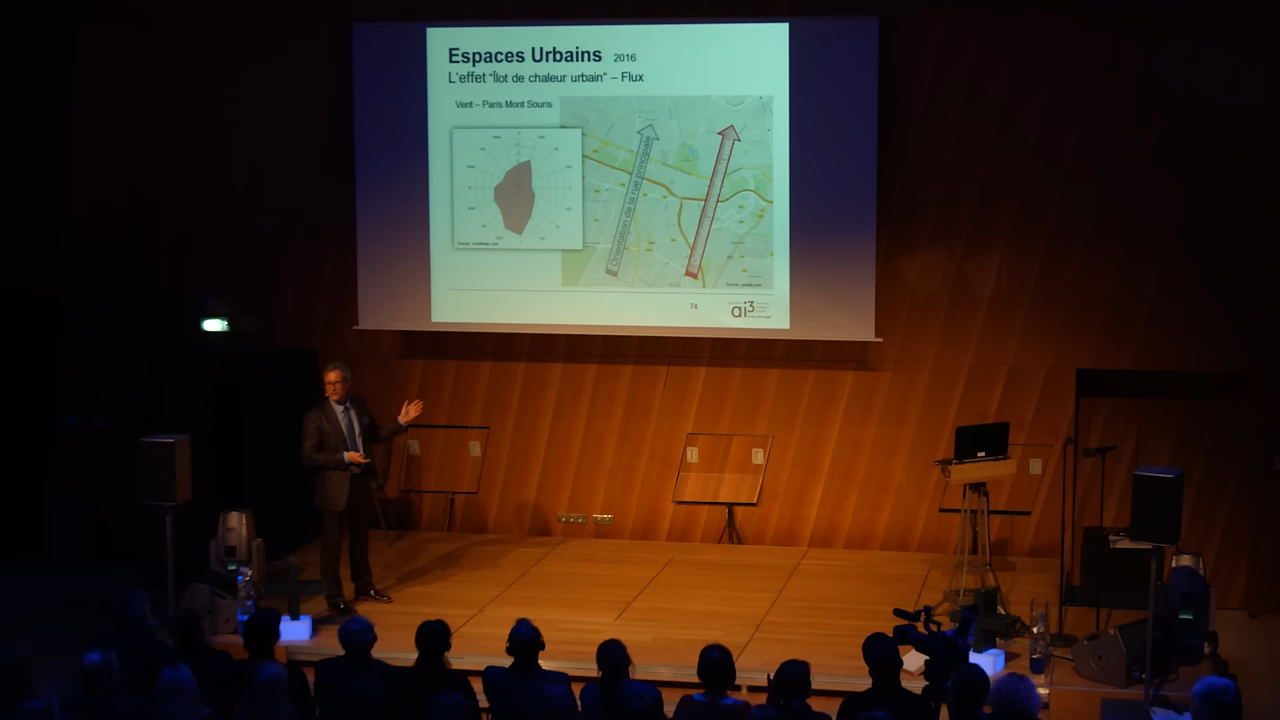 Espaces Urbains 2016
L'effet "Îlot de chaleur urbain" – Flux
Vent – Paris Mont Souris
Orientation de la rue principale
74
ai3